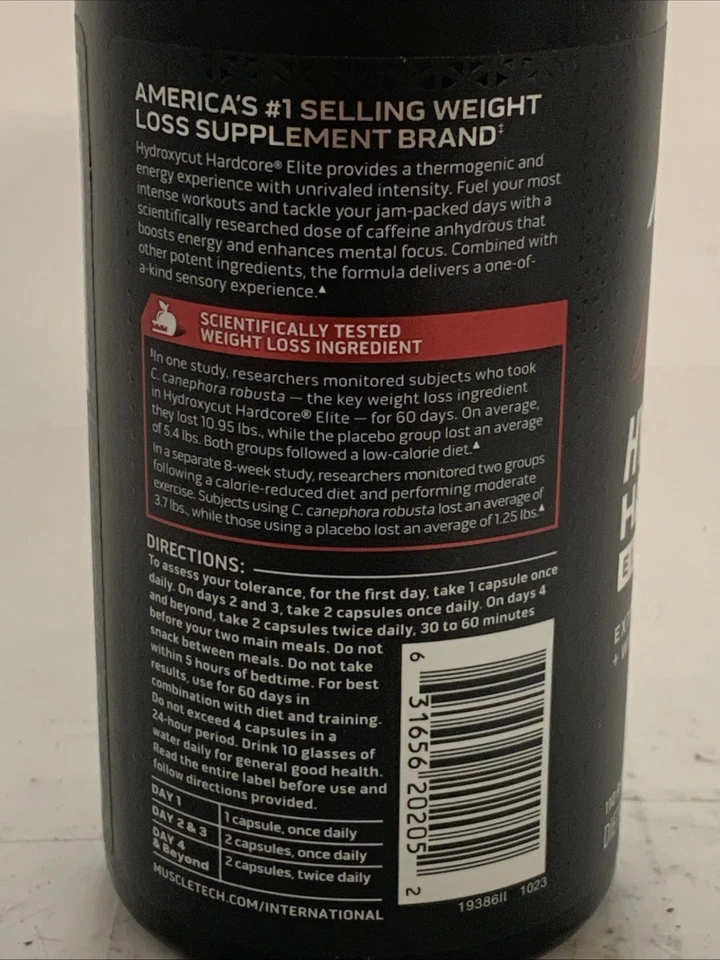 AMERICA'S #1 SELLING WEIGHT
LOSS SUPPLEMENT BRAND‡
Hydroxycut Hardcore® Elite provides a thermogenic and
energy experience with unrivaled intensity. Fuel your most
intense workouts and tackle your jam-packed days with a
scientifically researched dose of caffeine anhydrous that
boosts energy and enhances mental focus. Combined with
other potent ingredients, the formula delivers a one-of-
a-kind sensory experience.▲
SCIENTIFICALLY TESTED
WEIGHT LOSS INGREDIENT
‖In one study, researchers monitored subjects who took
C. canephora robusta — the key weight loss ingredient
in Hydroxycut Hardcore® Elite — for 60 days. On average,
they lost 10.95 lbs., while the placebo group lost an average
of 5.4 lbs. Both groups followed a low-calorie diet.▲
In a separate 8-week study, researchers monitored two groups
following a calorie-reduced diet and performing moderate
exercise. Subjects using C. canephora robusta lost an average of
3.7 lbs., while those using a placebo lost an average of 1.25 lbs.▲
DIRECTIONS:
To assess your tolerance, for the first day, take 1 capsule once
daily. On days 2 and 3, take 2 capsules once daily. On days 4
and beyond, take 2 capsules twice daily, 30 to 60 minutes
before your two main meals. Do not
snack between meals. Do not take
within 5 hours of bedtime. For best
results, use for 60 days in
combination with diet and training.
Do not exceed 4 capsules in a
24-hour period. Drink 10 glasses of
water daily for general good health.
Read the entire label before use and
follow directions provided.
DAY 1 1 capsule, once daily
DAY 2 & 3 2 capsules, once daily
DAY 4
& Beyond 2 capsules, twice daily
MUSCLETECH.COM/INTERNATIONAL
6 31656 20205 2
19386II 1023